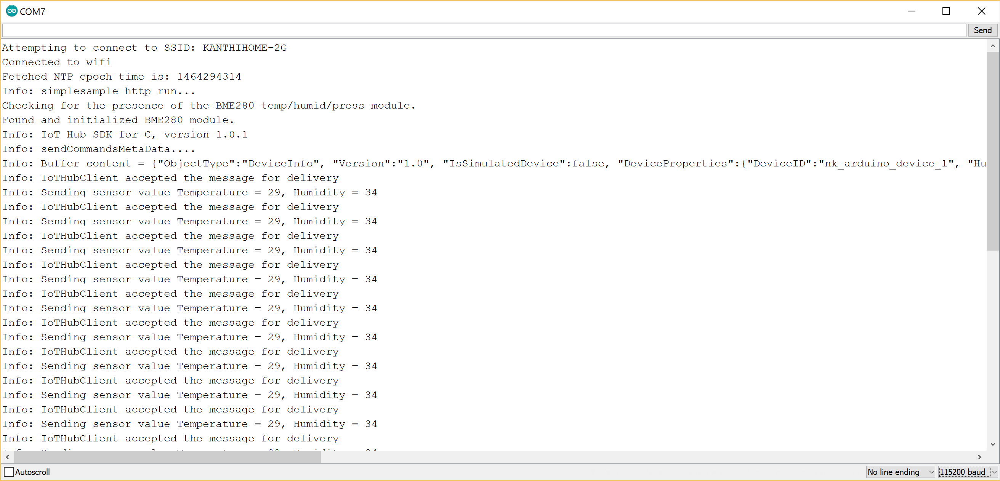 COM7
Send
Attempting to connect to SSID: KANTHIHOME-2G
Connected to wifi
Fetched NTP epoch time is: 1464294314
Info: simplesample_http_run...
Checking for the presence of the BME280 temp/humid/press module.
Found and initialized BME280 module.
Info: IoT Hub SDK for C, version 1.0.1
Info: sendCommandsMetaData....
Info: Buffer content = {"ObjectType":"DeviceInfo", "Version":"1.0", "IsSimulatedDevice":false, "DeviceProperties":{"DeviceID":"nk_arduino_device_1", "Hu
Info: IoTHubClient accepted the message for delivery
Info: Sending sensor value Temperature = 29, Humidity = 34
Info: IoTHubClient accepted the message for delivery
Info: Sending sensor value Temperature = 29, Humidity = 34
Info: IoTHubClient accepted the message for delivery
Info: Sending sensor value Temperature = 29, Humidity = 34
Info: IoTHubClient accepted the message for delivery
Info: Sending sensor value Temperature = 29, Humidity = 34
Info: IoTHubClient accepted the message for delivery
Info: Sending sensor value Temperature = 29, Humidity = 34
Info: IoTHubClient accepted the message for delivery
Info: Sending sensor value Temperature = 29, Humidity = 34
Info: IoTHubClient accepted the message for delivery
Info: Sending sensor value Temperature = 29, Humidity = 34
Info: IoTHubClient accepted the message for delivery
Info: Sending sensor value Temperature = 29, Humidity = 34
Info: IoTHubClient accepted the message for delivery
Info: Sending sensor value Temperature = 29, Humidity = 34
Info: IoTHubClient accepted the message for delivery
Autoscroll
No line ending
115200 baud